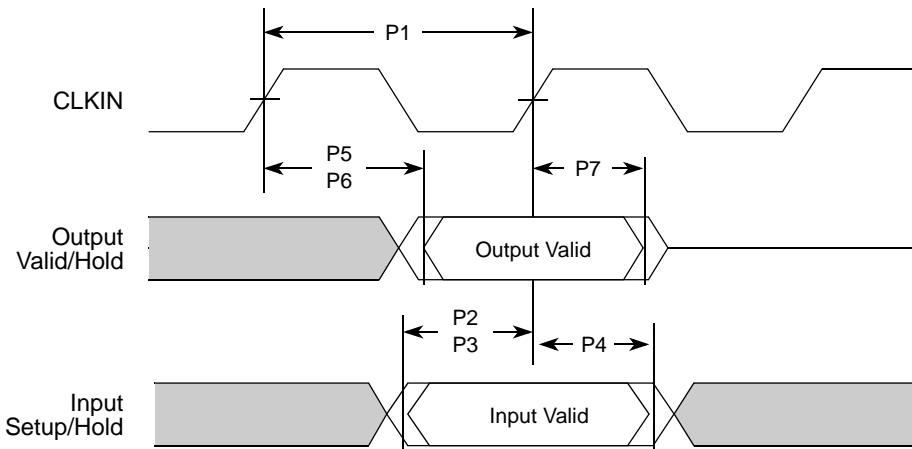 P1
CLKIN
P5
P6
P7
Output
Valid/Hold
Output Valid
P2
P3
P4
Input
Setup/Hold
Input Valid